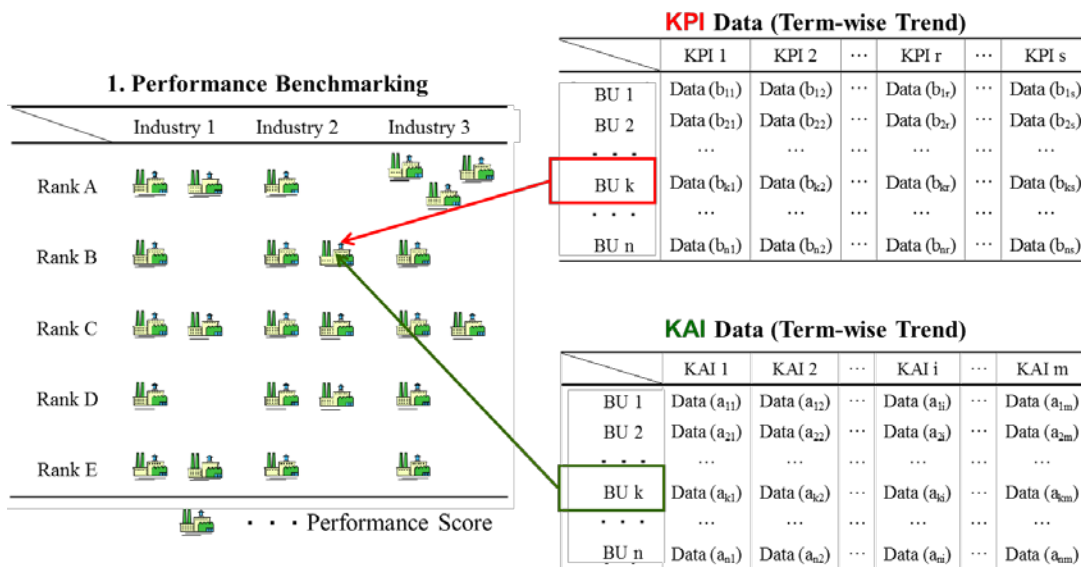 1. Performance Benchmarking
Industry 1 Industry 2 Industry 3
Rank A
Rank B
Rank C
Rank D
Rank E
· · · Performance Score
KPI Data (Term-wise Trend)
KPI 1 KPI 2 ··· KPI r ··· KPI s
BU 1 Data (b₁₁) Data (b₁₂) ··· Data (b₁ᵣ) ··· Data (b₁ₛ)
BU 2 Data (b₂₁) Data (b₂₂) ··· Data (b₂ᵣ) ··· Data (b₂ₛ)
· · · ··· ··· ··· ···
BU k Data (bₖ₁) Data (bₖ₂) ··· Data (bₖᵣ) ··· Data (bₖₛ)
· · · ··· ··· ··· ···
BU n Data (bₙ₁) Data (bₙ₂) ··· Data (bₙᵣ) ··· Data (bₙₛ)
KAI Data (Term-wise Trend)
KAI 1 KAI 2 ··· KAI i ··· KAI m
BU 1 Data (a₁₁) Data (a₁₂) ··· Data (a₁ᵢ) ··· Data (a₁ₘ)
BU 2 Data (a₂₁) Data (a₂₂) ··· Data (a₂ᵢ) ··· Data (a₂ₘ)
· · · ··· ··· ··· ···
BU k Data (aₖ₁) Data (aₖ₂) ··· Data (aₖᵢ) ··· Data (aₖₘ)
· · · ··· ··· ··· ···
BU n Data (aₙ₁) Data (aₙ₂) ··· Data (aₙᵢ) ··· Data (aₙₘ)